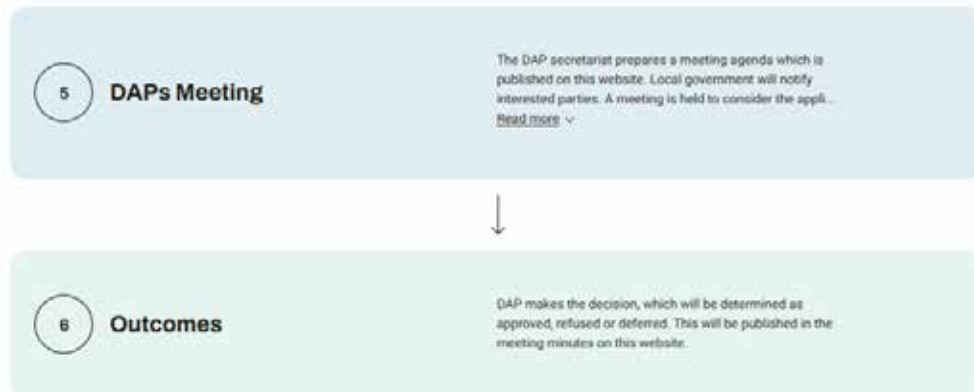 5
DAPs Meeting
The DAP secretariat prepares a meeting agenda which is
published on this website. Local government will notify
interested parties. A meeting is held to consider the appli...
Read more
6
Outcomes
DAP makes the decision, which will be determined as
approved, refused or deferred. This will be published in the
meeting minutes on this website.